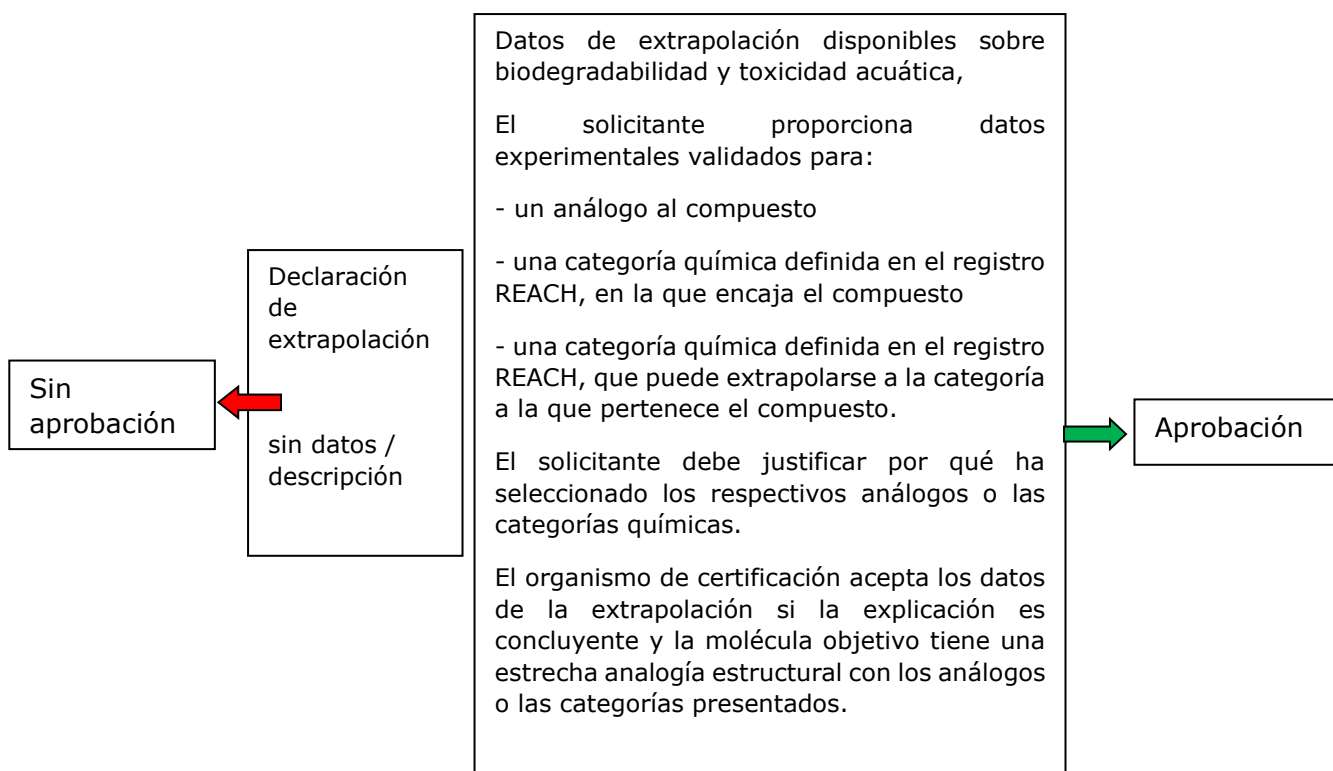 Sin
aprobación
Declaración
de
extrapolación
sin datos /
descripción
Datos de extrapolación disponibles sobre
biodegradabilidad y toxicidad acuática,
El solicitante proporciona datos
experimentales validados para:
- un análogo al compuesto
- una categoría química definida en el registro
REACH, en la que encaja el compuesto
- una categoría química definida en el registro
REACH, que puede extrapolarse a la categoría
a la que pertenece el compuesto.
El solicitante debe justificar por qué ha
seleccionado los respectivos análogos o las
categorías químicas.
El organismo de certificación acepta los datos
de la extrapolación si la explicación es
concluyente y la molécula objetivo tiene una
estrecha analogía estructural con los análogos
o las categorías presentados.
Aprobación